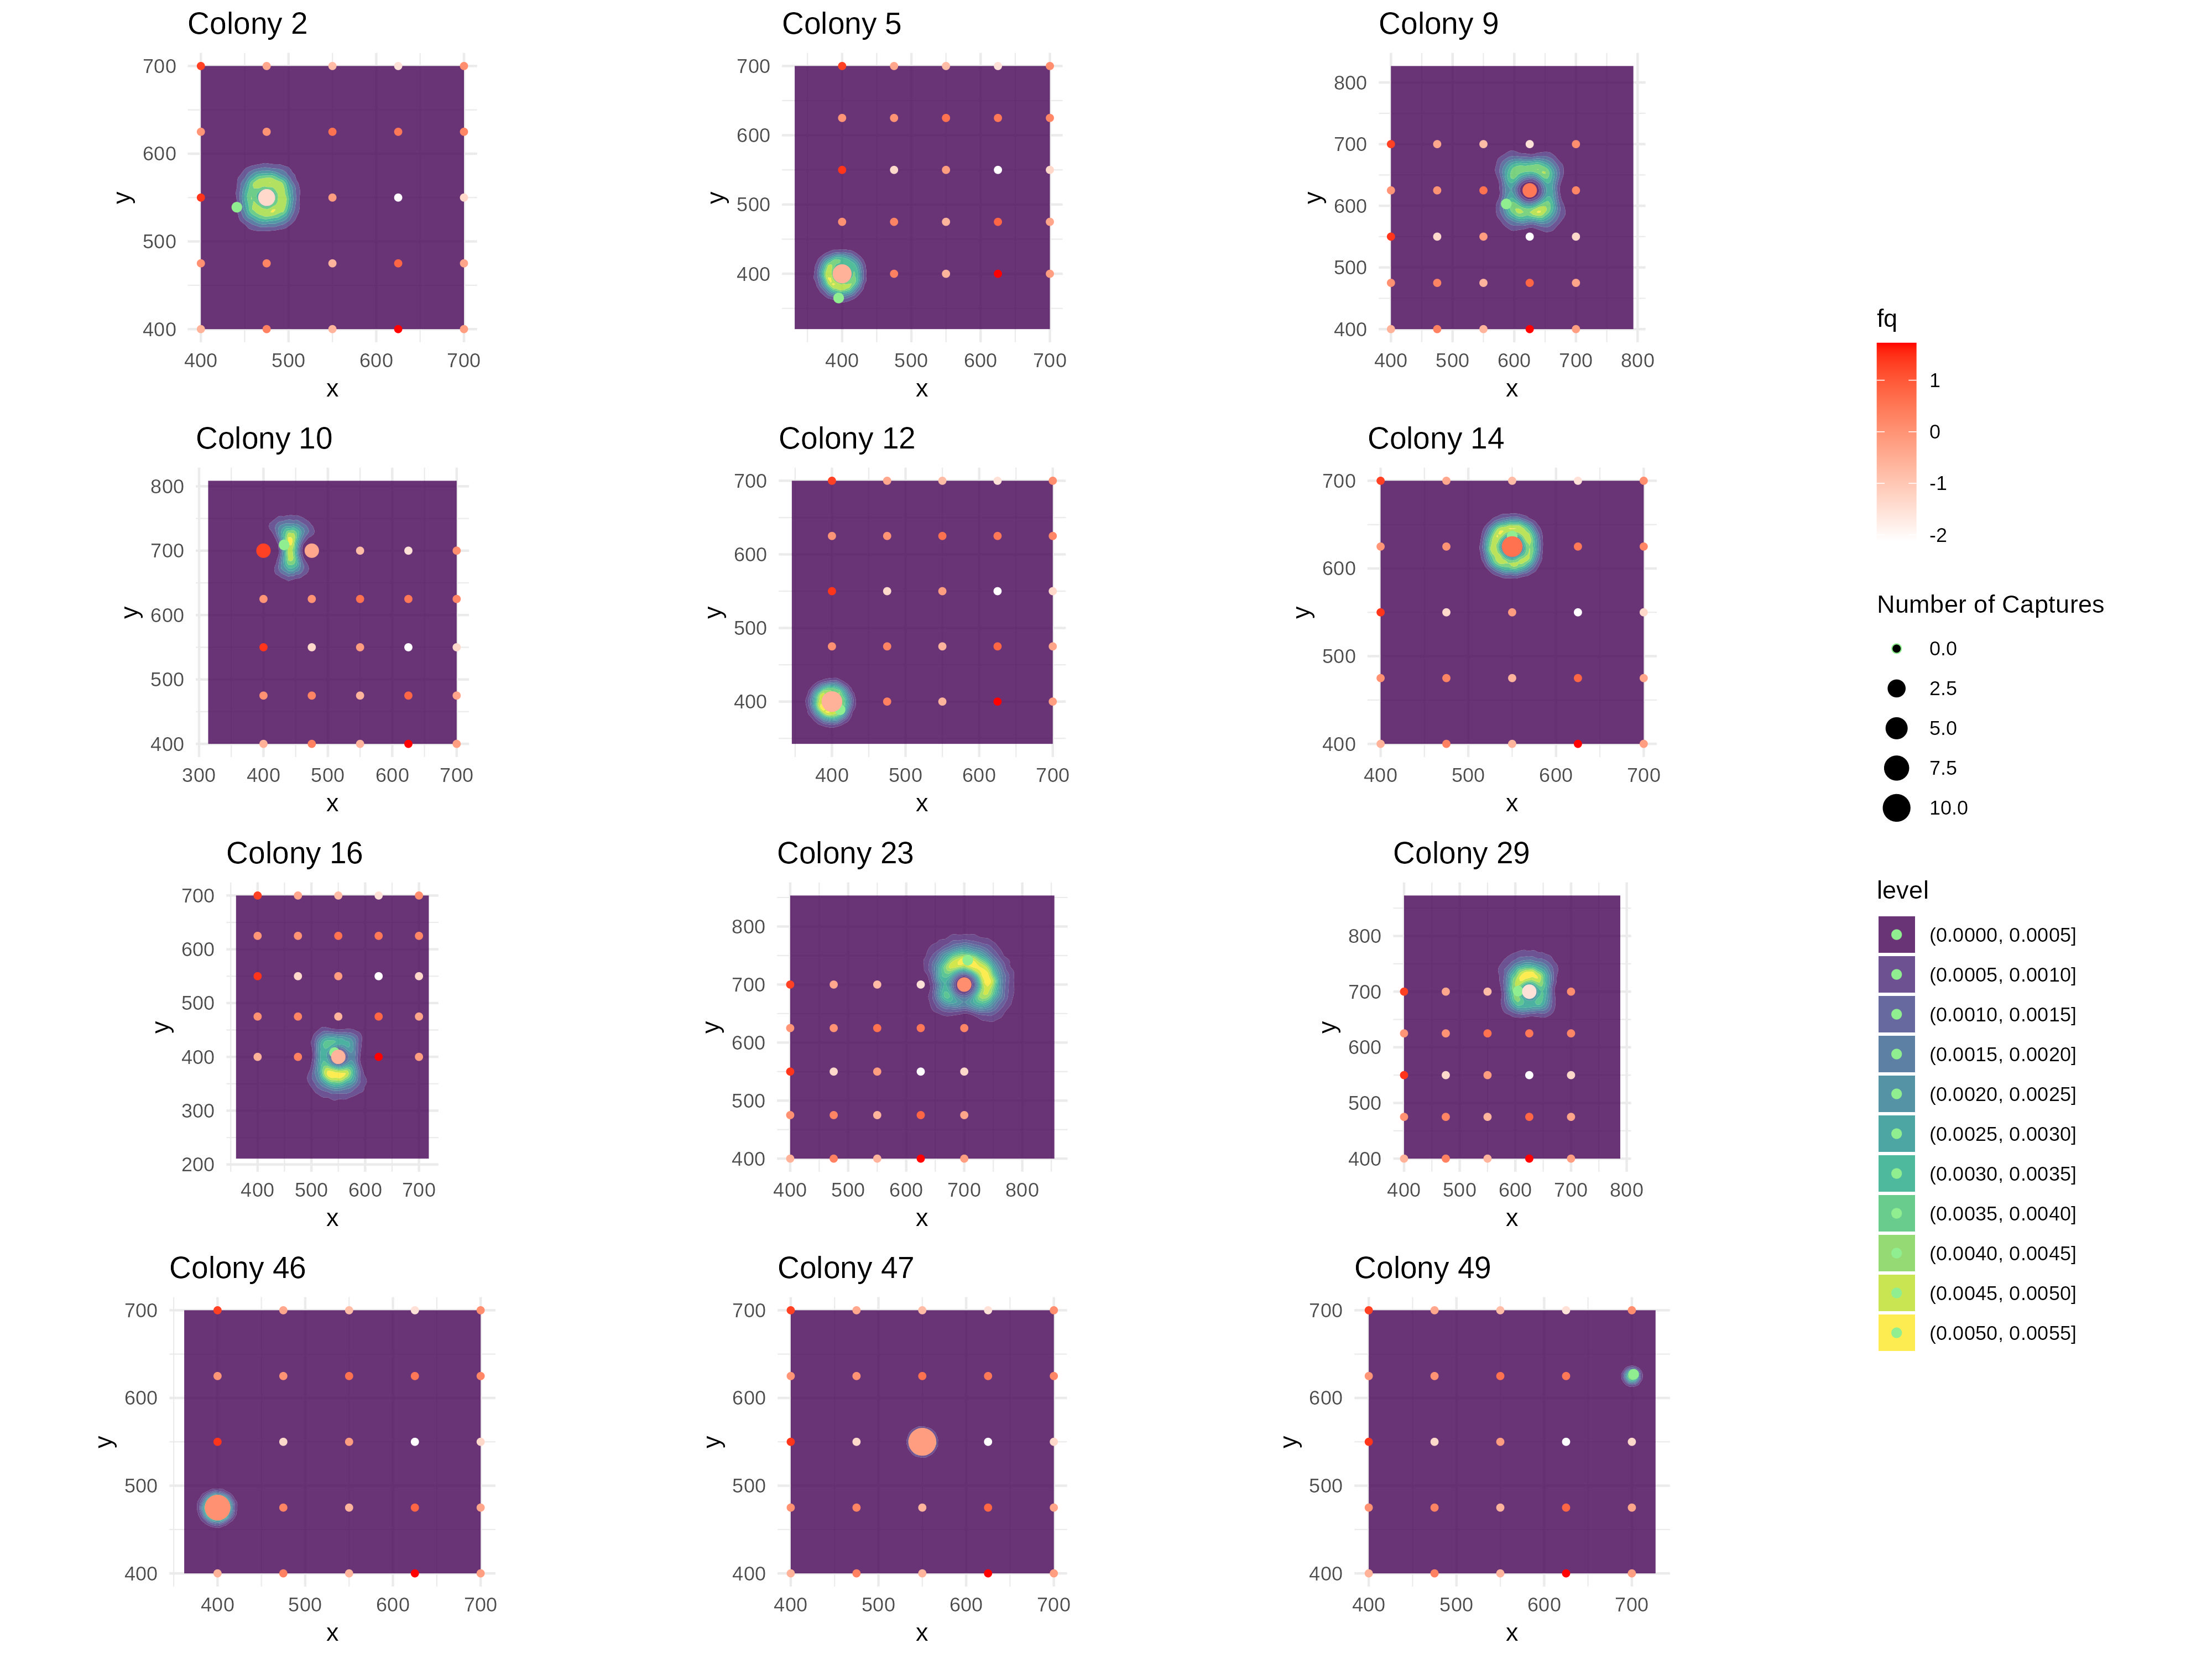 Colony 2
y
700
600
500
400
400 500 600 700
x
Colony 5
y
700
600
500
400
400 500 600 700
x
Colony 9
y
800
700
600
500
400
400 500 600 700 800
x
Colony 10
y
800
700
600
500
400
300 400 500 600 700
x
Colony 12
y
700
600
500
400
400 500 600 700
x
Colony 14
y
700
600
500
400
400 500 600 700
x
Colony 16
y
700
600
500
400
300
200
400 500 600 700
x
Colony 23
y
800
700
600
500
400
400 500 600 700 800
x
Colony 29
y
800
700
600
500
400
400 500 600 700 800
x
Colony 46
y
700
600
500
400
400 500 600 700
x
Colony 47
y
700
600
500
400
400 500 600 700
x
Colony 49
y
700
600
500
400
400 500 600 700
x
fq
1
0
-1
-2
Number of Captures
0.0
2.5
5.0
7.5
10.0
level
(0.0000, 0.0005]
(0.0005, 0.0010]
(0.0010, 0.0015]
(0.0015, 0.0020]
(0.0020, 0.0025]
(0.0025, 0.0030]
(0.0030, 0.0035]
(0.0035, 0.0040]
(0.0040, 0.0045]
(0.0045, 0.0050]
(0.0050, 0.0055]